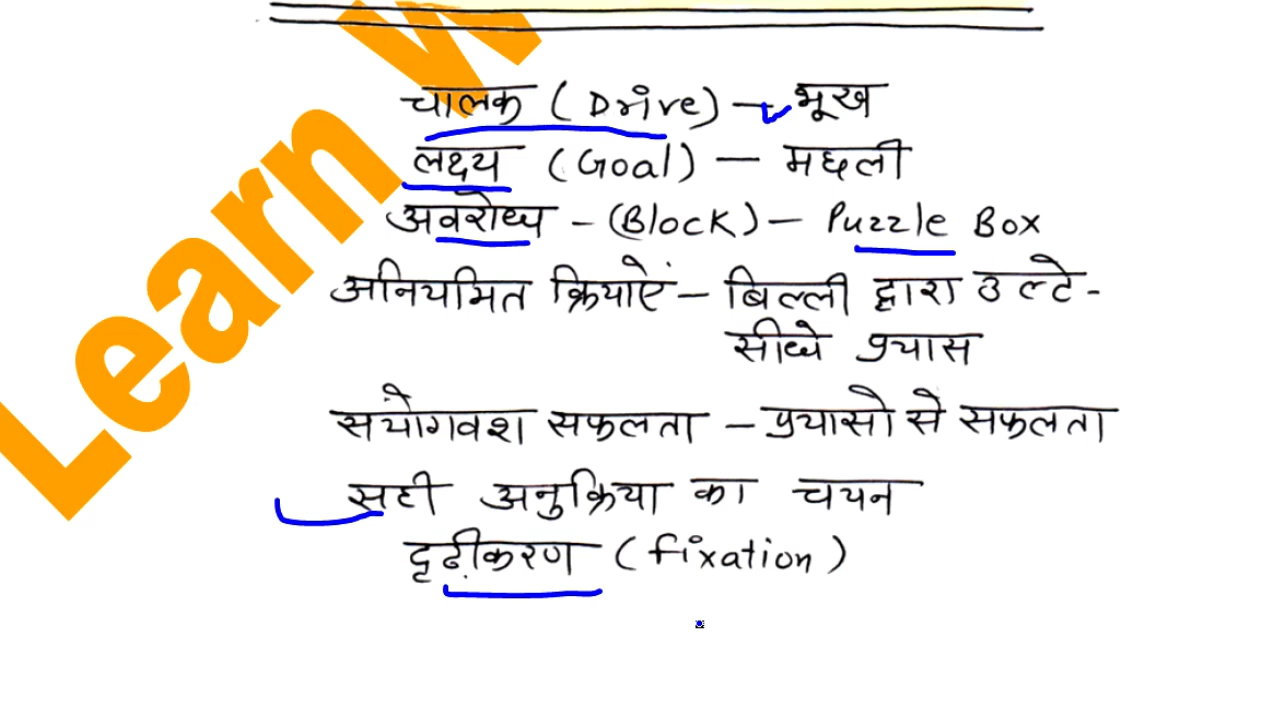 Learn W
चालक (Drive) – भूख
लक्ष्य (Goal) – मछली
अवरोध – (Block) – Puzzle Box
अनियमित क्रियाऐं – बिल्ली द्वारा उल्टे-
सीधे प्रयास
संयोगवश सफलता – प्रयासो से सफलता
सही अनुक्रिया का चयन
दृढ़ीकरण (fixation)